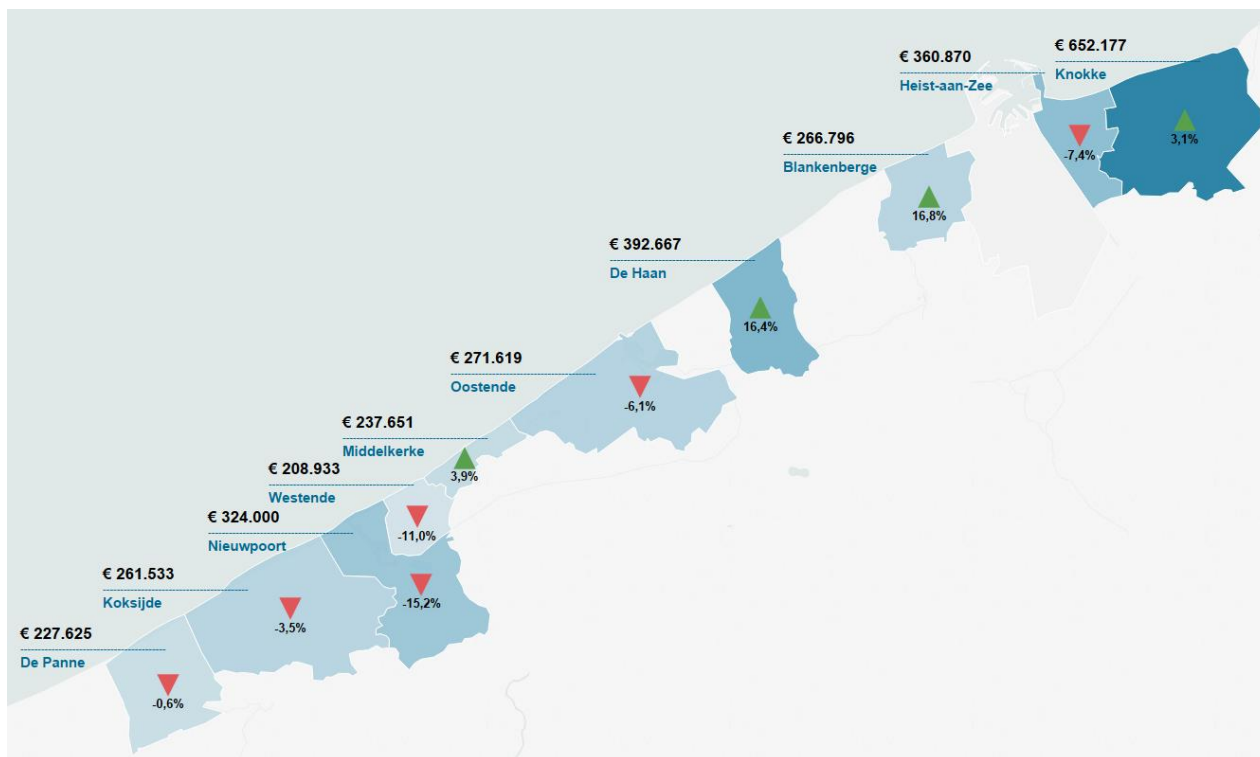 € 652.177
Knokke
3,1%
€ 360.870
Heist-aan-Zee
-7,4%
€ 266.796
Blankenberge
16,8%
€ 392.667
De Haan
16,4%
€ 271.619
Oostende
-6,1%
€ 237.651
Middelkerke
3,9%
€ 208.933
Westende
-11,0%
€ 324.000
Nieuwpoort
-15,2%
€ 261.533
Koksijde
-3,5%
€ 227.625
De Panne
-0,6%